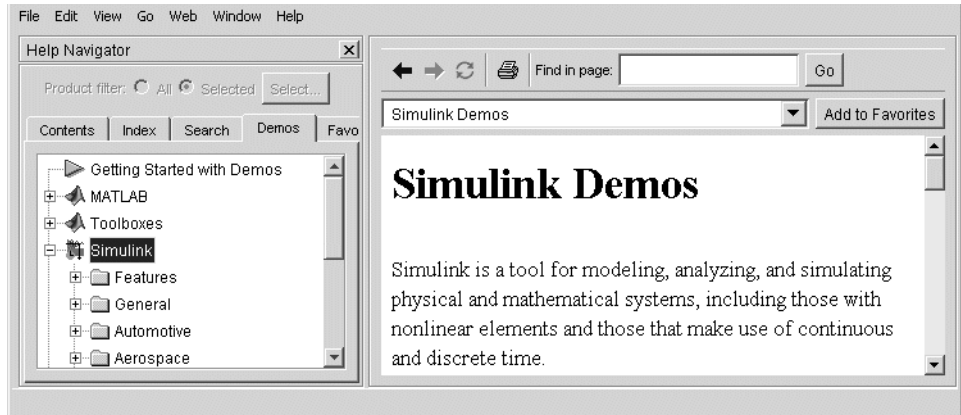 File Edit View Go Web Window Help
Help Navigator
Product filter: All Selected Select...
Contents Index Search Demos Favo
Getting Started with Demos
MATLAB
Toolboxes
Simulink
Features
General
Automotive
Aerospace
Find in page: Go
Simulink Demos Add to Favorites
Simulink Demos
Simulink is a tool for modeling, analyzing, and simulating
physical and mathematical systems, including those with
nonlinear elements and those that make use of continuous
and discrete time.